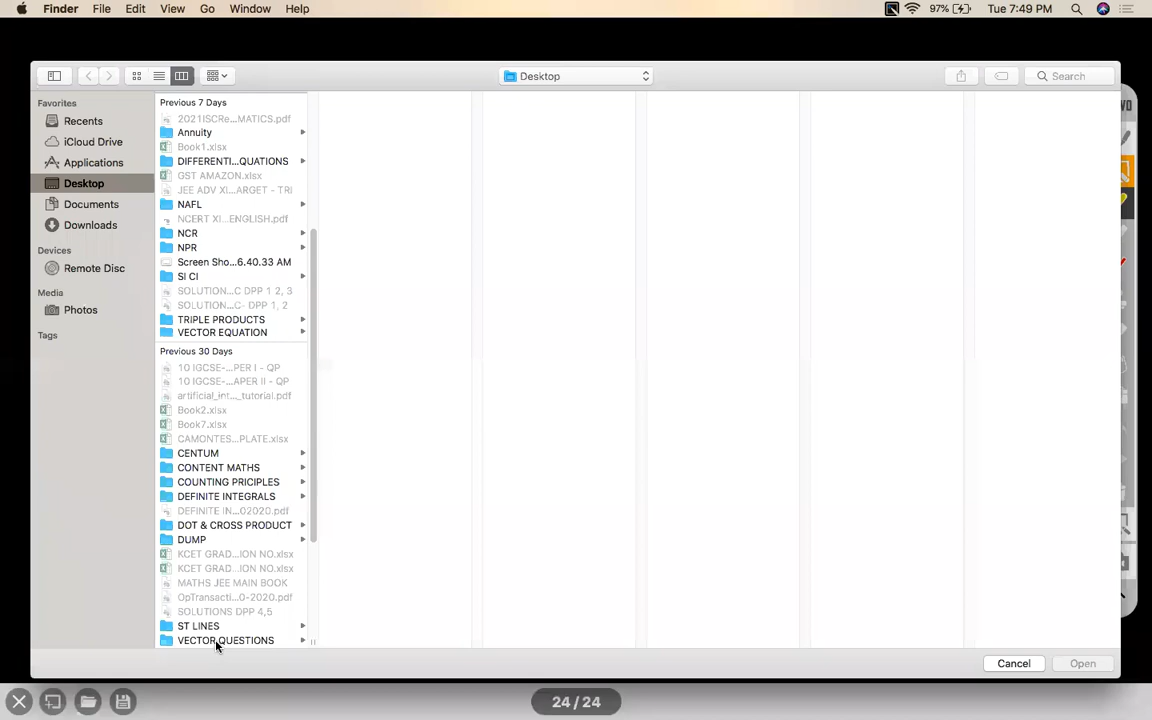 Finder File Edit View Go Window Help 97% Tue 7:49 PM
Desktop
Search
Favorites
Recents
iCloud Drive
Applications
Desktop
Documents
Downloads
Devices
Remote Disc
Media
Photos
Tags
Previous 7 Days
2021ISCRe...MATICS.pdf
Annuity
Book1.xlsx
DIFFERENTI...QUATIONS
GST AMAZON.xlsx
JEE ADV XI...ARGET - TRI
NAFL
NCERT XI...ENGLISH.pdf
NCR
NPR
Screen Sho...6.40.33 AM
SI CI
SOLUTION...C DPP 1 2, 3
SOLUTION...C- DPP 1, 2
TRIPLE PRODUCTS
VECTOR EQUATION
Previous 30 Days
10 IGCSE-...PER I - QP
10 IGCSE-...APER II - QP
artificial_int..._tutorial.pdf
Book2.xlsx
Book7.xlsx
CAMONTES...PLATE.xlsx
CENTUM
CONTENT MATHS
COUNTING PRICIPLES
DEFINITE INTEGRALS
DEFINITE IN...02020.pdf
DOT & CROSS PRODUCT
DUMP
KCET GRAD...ION NO.xlsx
KCET GRAD...ION NO.xlsx
MATHS JEE MAIN BOOK
OpTransacti...0-2020.pdf
SOLUTIONS DPP 4,5
ST LINES
VECTOR QUESTIONS
Cancel Open
24 / 24